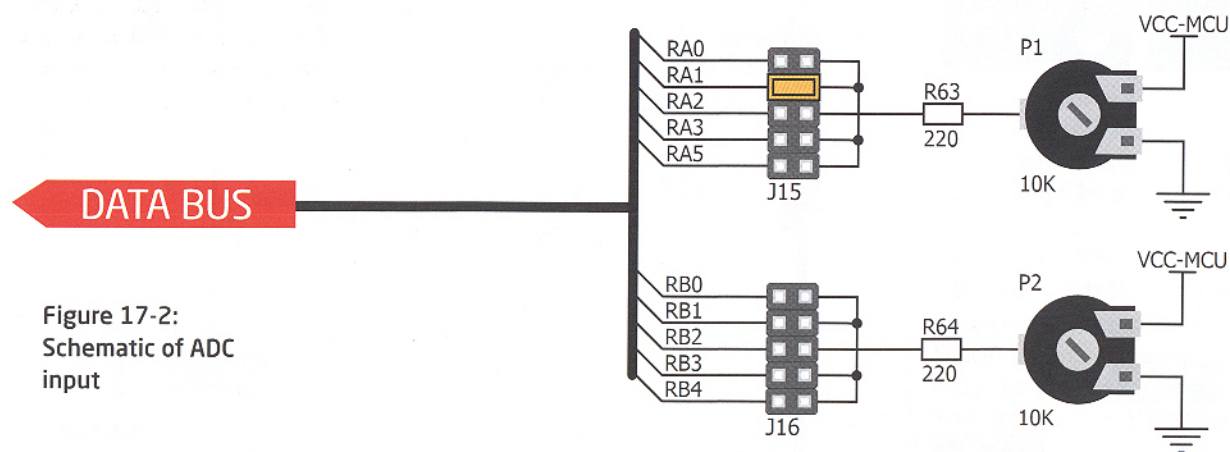 VCC-MCU
P1
RA0
RA1
RA2
RA3
RA5
R63
220
10K
J15
DATA BUS
VCC-MCU
P2
RB0
RB1
RB2
RB3
RB4
R64
220
10K
J16
Figure 17-2:
Schematic of ADC
input